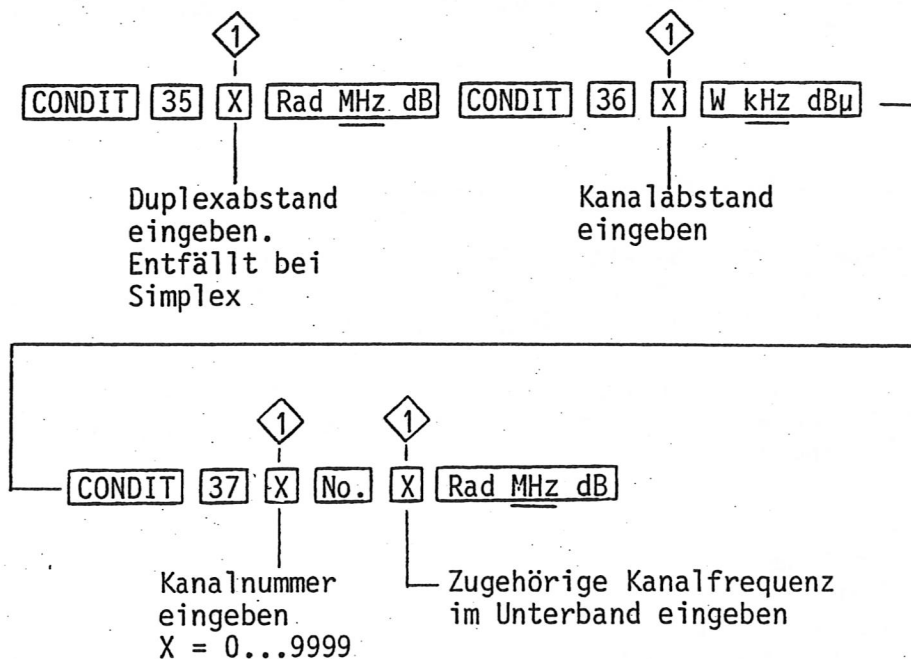 1 1
CONDIT 35 X Rad MHz dB CONDIT 36 X W kHz dBµ
Duplexabstand
eingeben.
Entfällt bei
Simplex
Kanalabstand
eingeben
1 1
CONDIT 37 X No. X Rad MHz dB
Kanalnummer
eingeben
X = 0...9999
Zugehörige Kanalfrequenz
im Unterband eingeben